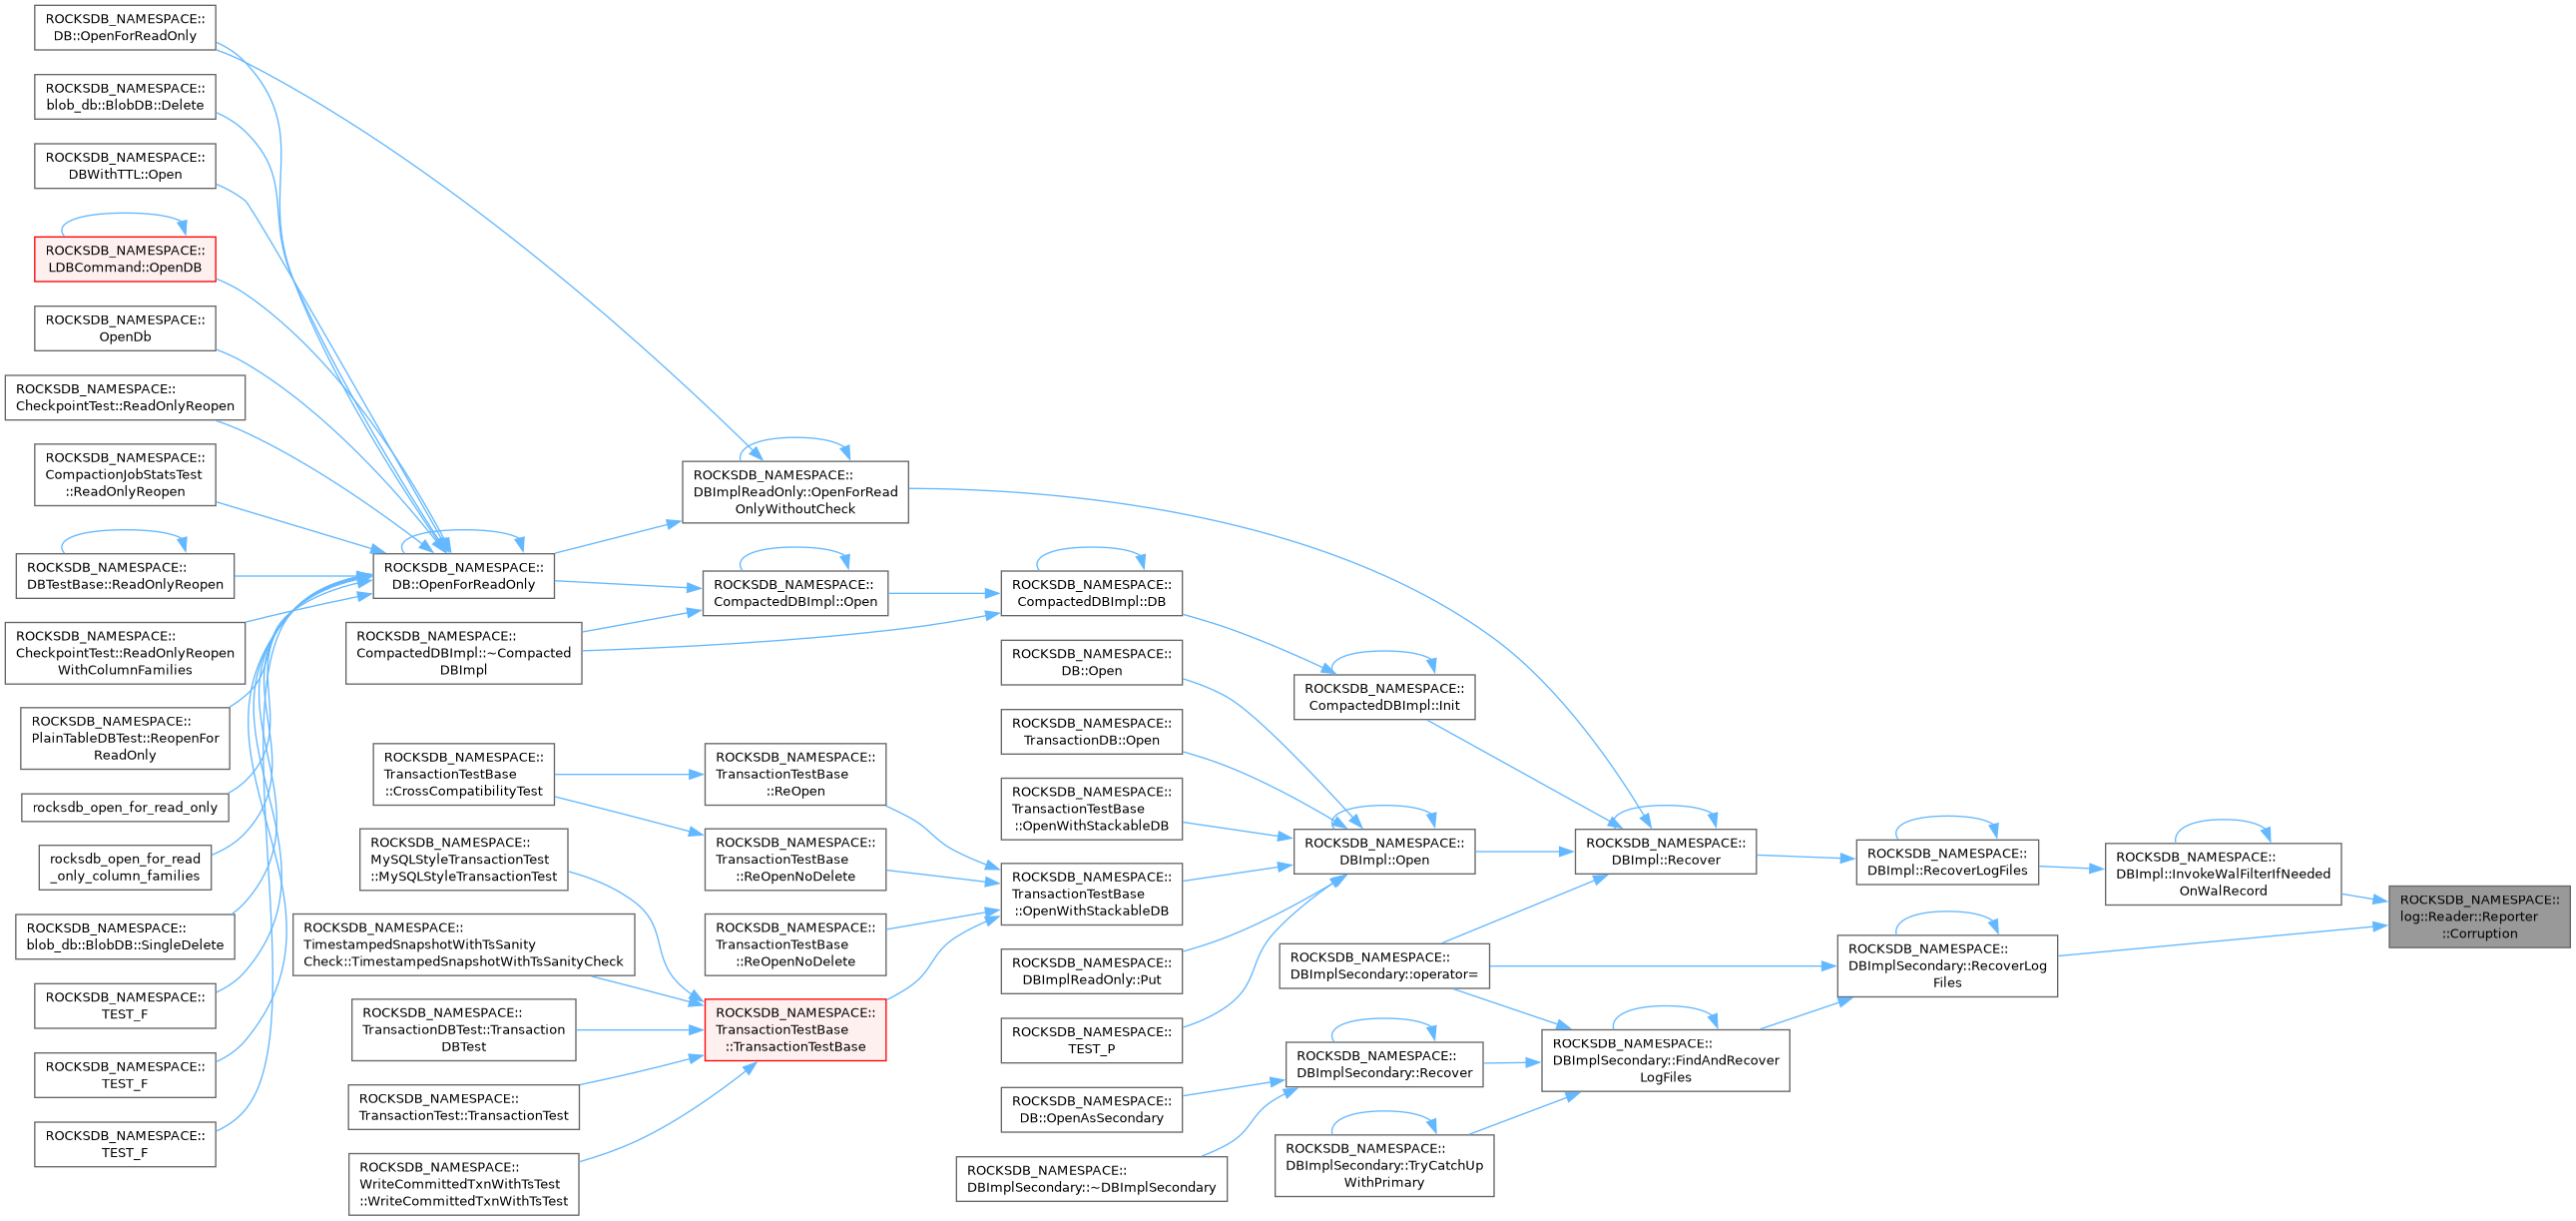 ROCKSDB_NAMESPACE::
DB::OpenForReadOnly
ROCKSDB_NAMESPACE::
blob_db::BlobDB::Delete
ROCKSDB_NAMESPACE::
DBWithTTL::Open
ROCKSDB_NAMESPACE::
LDBCommand::OpenDB
ROCKSDB_NAMESPACE::
OpenDb
ROCKSDB_NAMESPACE::
CheckpointTest::ReadOnlyReopen
ROCKSDB_NAMESPACE::
CompactionJobStatsTest
::ReadOnlyReopen
ROCKSDB_NAMESPACE::
DBTestBase::ReadOnlyReopen
ROCKSDB_NAMESPACE::
CheckpointTest::ReadOnlyReopen
WithColumnFamilies
ROCKSDB_NAMESPACE::
PlainTableDBTest::ReopenFor
ReadOnly
rocksdb_open_for_read_only
rocksdb_open_for_read
_only_column_families
ROCKSDB_NAMESPACE::
blob_db::BlobDB::SingleDelete
ROCKSDB_NAMESPACE::
TEST_F
ROCKSDB_NAMESPACE::
TEST_F
ROCKSDB_NAMESPACE::
TEST_F
ROCKSDB_NAMESPACE::
DB::OpenForReadOnly
ROCKSDB_NAMESPACE::
CompactedDBImpl::~Compacted
DBImpl
ROCKSDB_NAMESPACE::
TransactionTestBase
::CrossCompatibilityTest
ROCKSDB_NAMESPACE::
MySQLStyleTransactionTest
::MySQLStyleTransactionTest
ROCKSDB_NAMESPACE::
TimestampedSnapshotWithTsSanity
Check::TimestampedSnapshotWithTsSanityCheck
ROCKSDB_NAMESPACE::
TransactionDBTest::Transaction
DBTest
ROCKSDB_NAMESPACE::
TransactionTest::TransactionTest
ROCKSDB_NAMESPACE::
WriteCommittedTxnWithTsTest
::WriteCommittedTxnWithTsTest
ROCKSDB_NAMESPACE::
DBImplReadOnly::OpenForRead
OnlyWithoutCheck
ROCKSDB_NAMESPACE::
CompactedDBImpl::Open
ROCKSDB_NAMESPACE::
TransactionTestBase
::ReOpen
ROCKSDB_NAMESPACE::
TransactionTestBase
::ReOpenNoDelete
ROCKSDB_NAMESPACE::
TransactionTestBase
::ReOpenNoDelete
ROCKSDB_NAMESPACE::
TransactionTestBase
::TransactionTestBase
ROCKSDB_NAMESPACE::
CompactedDBImpl::DB
ROCKSDB_NAMESPACE::
DB::Open
ROCKSDB_NAMESPACE::
TransactionDB::Open
ROCKSDB_NAMESPACE::
TransactionTestBase
::OpenWithStackableDB
ROCKSDB_NAMESPACE::
TransactionTestBase
::OpenWithStackableDB
ROCKSDB_NAMESPACE::
DBImplReadOnly::Put
ROCKSDB_NAMESPACE::
TEST_P
ROCKSDB_NAMESPACE::
DB::OpenAsSecondary
ROCKSDB_NAMESPACE::
DBImplSecondary::~DBImplSecondary
ROCKSDB_NAMESPACE::
CompactedDBImpl::Init
ROCKSDB_NAMESPACE::
DBImpl::Open
ROCKSDB_NAMESPACE::
DBImplSecondary::operator=
ROCKSDB_NAMESPACE::
DBImplSecondary::Recover
ROCKSDB_NAMESPACE::
DBImplSecondary::TryCatchUp
WithPrimary
ROCKSDB_NAMESPACE::
DBImpl::Recover
ROCKSDB_NAMESPACE::
DBImplSecondary::FindAndRecover
LogFiles
ROCKSDB_NAMESPACE::
DBImpl::RecoverLogFiles
ROCKSDB_NAMESPACE::
DBImplSecondary::RecoverLog
Files
ROCKSDB_NAMESPACE::
DBImpl::InvokeWalFilterIfNeeded
OnWalRecord
ROCKSDB_NAMESPACE::
log::Reader::Reporter
::Corruption